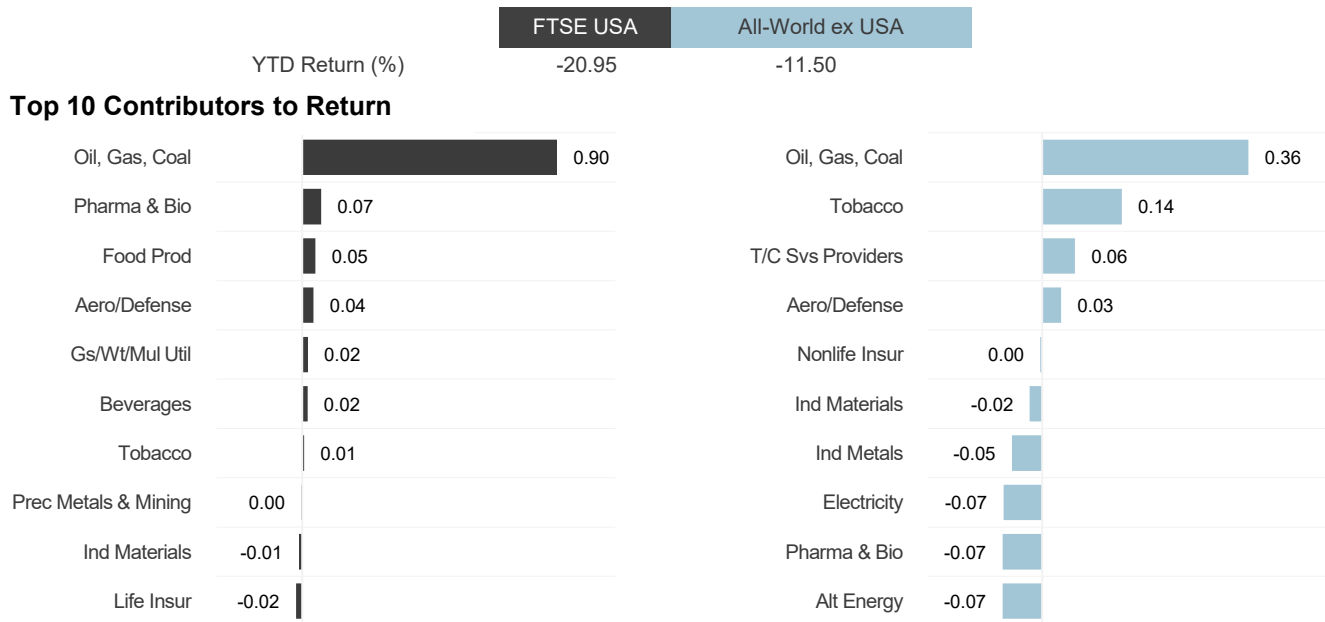 FTSE USA All-World ex USA
YTD Return (%) -20.95 -11.50
Top 10 Contributors to Return
Oil, Gas, Coal 0.90
Pharma & Bio 0.07
Food Prod 0.05
Aero/Defense 0.04
Gs/Wt/Mul Util 0.02
Beverages 0.02
Tobacco 0.01
Prec Metals & Mining 0.00
Ind Materials -0.01
Life Insur -0.02
Oil, Gas, Coal 0.36
Tobacco 0.14
T/C Svs Providers 0.06
Aero/Defense 0.03
Nonlife Insur 0.00
Ind Materials -0.02
Ind Metals -0.05
Electricity -0.07
Pharma & Bio -0.07
Alt Energy -0.07